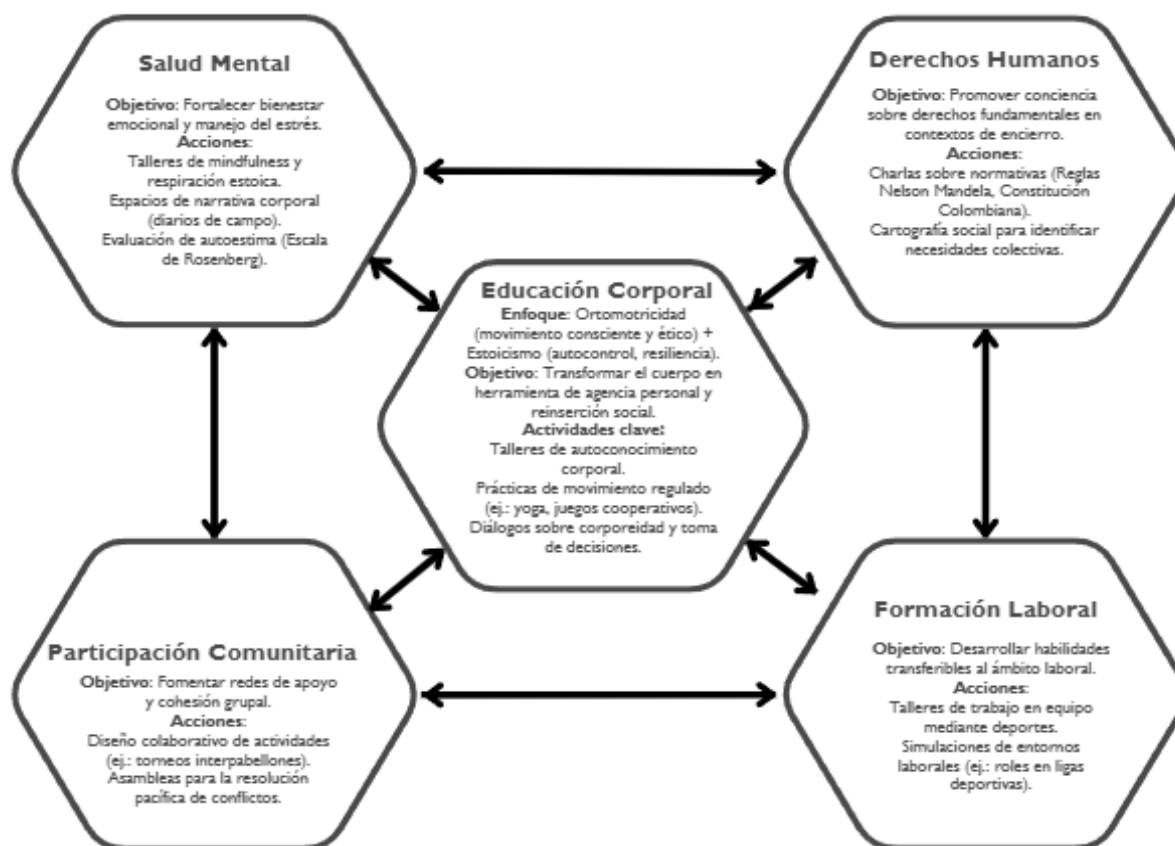 Salud Mental
Objetivo: Fortalecer bienestar
emocional y manejo del estrés.
Acciones:
Talleres de mindfulness y
respiración estoica.
Espacios de narrativa corporal
(diarios de campo).
Evaluación de autoestima (Escala
de Rosenberg).
Derechos Humanos
Objetivo: Promover conciencia
sobre derechos fundamentales en
contextos de encierro.
Acciones:
Charlas sobre normativas (Reglas
Nelson Mandela, Constitución
Colombiana).
Cartografía social para identificar
necesidades colectivas.
Educación Corporal
Enfoque: Ortomotricidad
(movimiento consciente y ético) +
Estoicismo (autocontrol, resiliencia).
Objetivo: Transformar el cuerpo en
herramienta de agencia personal y
reinserción social.
Actividades clave:
Talleres de autoconocimiento
corporal.
Prácticas de movimiento regulado
(ej.: yoga, juegos cooperativos).
Diálogos sobre corporeidad y toma
de decisiones.
Participación Comunitaria
Objetivo: Fomentar redes de apoyo
y cohesión grupal.
Acciones:
Diseño colaborativo de actividades
(ej.: torneos interpabellones).
Asambleas para la resolución
pacífica de conflictos.
Formación Laboral
Objetivo: Desarrollar habilidades
transferibles al ámbito laboral.
Acciones:
Talleres de trabajo en equipo
mediante deportes.
Simulaciones de entornos
laborales (ej.: roles en ligas
deportivas).